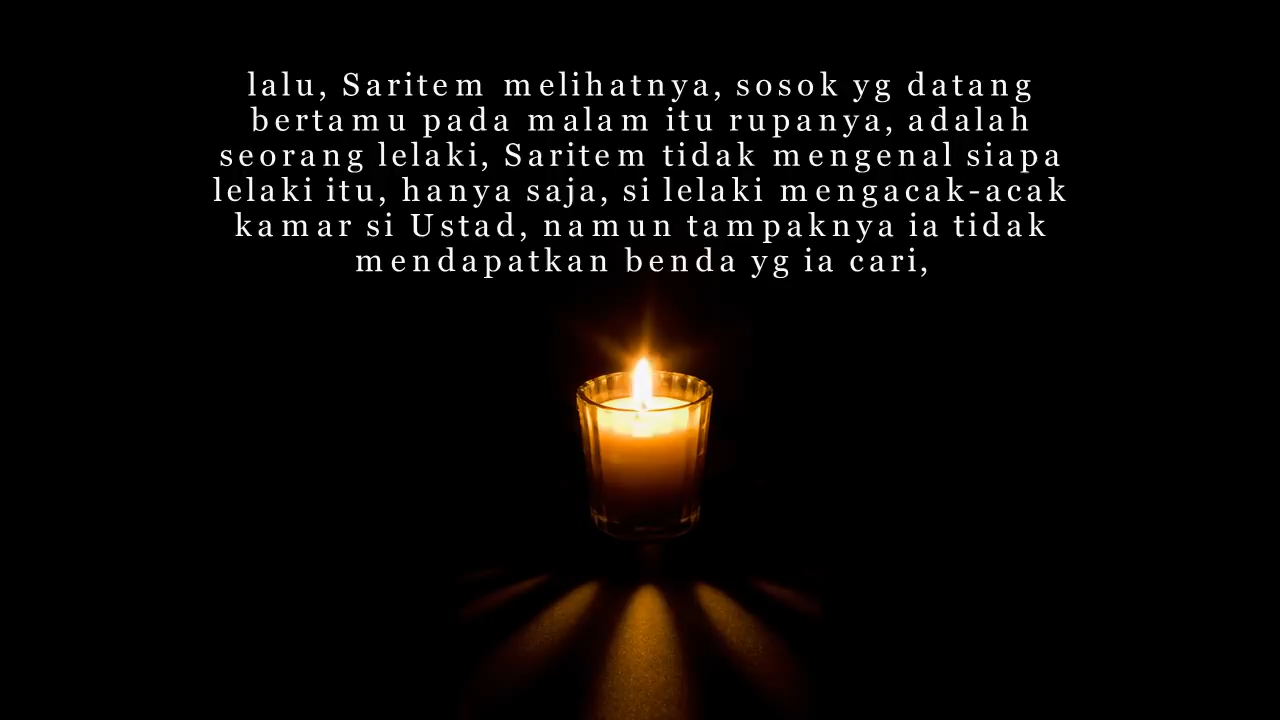 lalu, Saritem melihatnya, sosok yg datang
bertamu pada malam itu rupanya, adalah
seorang lelaki, Saritem tidak mengenal siapa
lelaki itu, hanya saja, si lelaki mengacak-acak
kamar si Ustad, namun tampaknya ia tidak
mendapatkan benda yg ia cari,